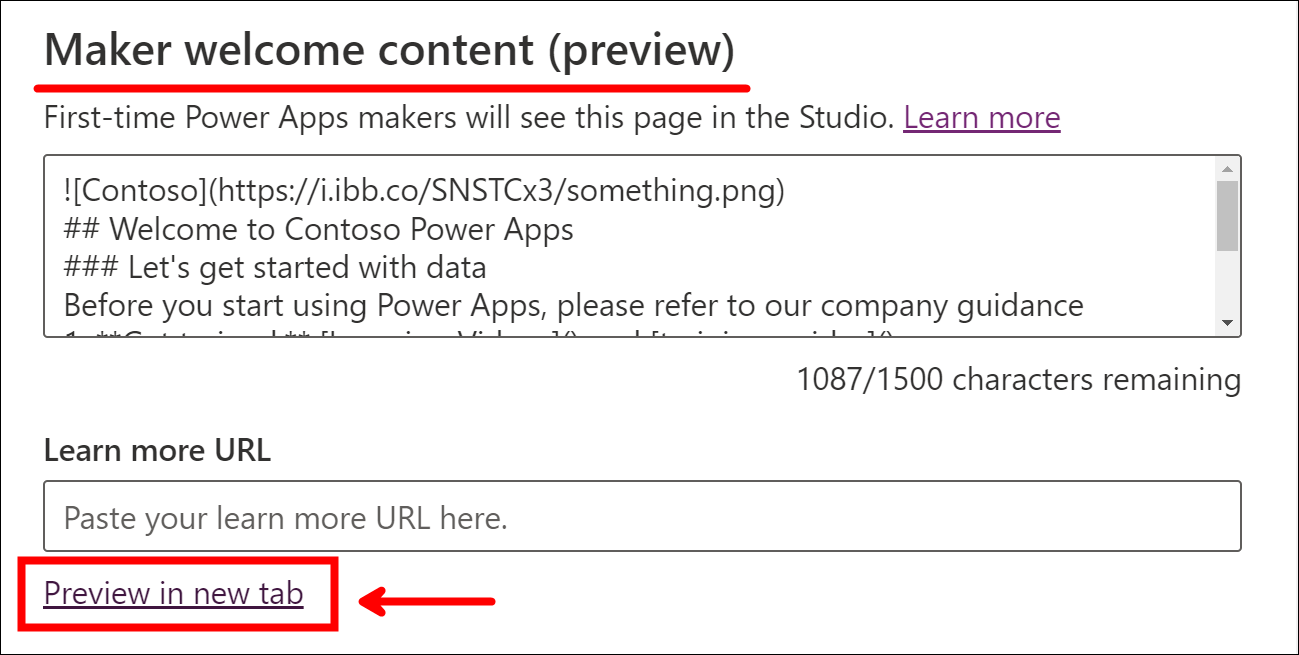 Maker welcome content (preview)
First-time Power Apps makers will see this page in the Studio. Learn more
![Contoso](https://i.ibb.co/SNSTCx3/something.png)
## Welcome to Contoso Power Apps
### Let's get started with data
Before you start using Power Apps, please refer to our company guidance
1087/1500 characters remaining
Learn more URL
Paste your learn more URL here.
Preview in new tab